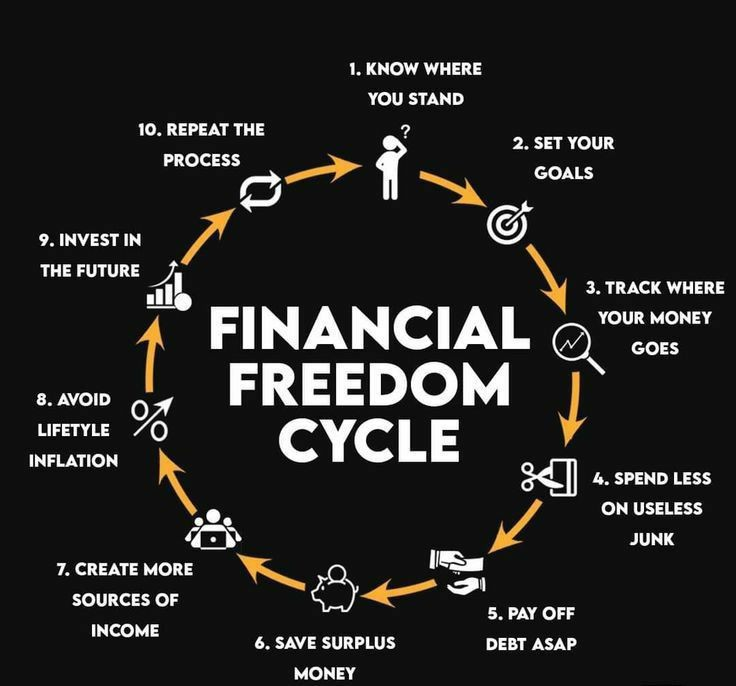 1. KNOW WHERE
YOU STAND
2. SET YOUR
GOALS
3. TRACK WHERE
YOUR MONEY
GOES
4. SPEND LESS
ON USELESS
JUNK
5. PAY OFF
DEBT ASAP
6. SAVE SURPLUS
MONEY
7. CREATE MORE
SOURCES OF
INCOME
8. AVOID
LIFETYLE
INFLATION
9. INVEST IN
THE FUTURE
10. REPEAT THE
PROCESS
FINANCIAL
FREEDOM
CYCLE
?
%